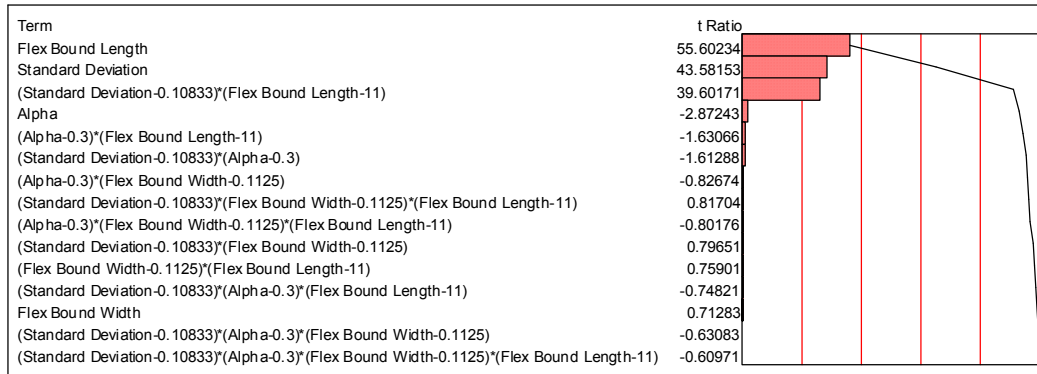 Term t Ratio
Flex Bound Length 55.60234
Standard Deviation 43.58153
(Standard Deviation-0.10833)*(Flex Bound Length-11) 39.60171
Alpha -2.87243
(Alpha-0.3)*(Flex Bound Length-11) -1.63066
(Standard Deviation-0.10833)*(Alpha-0.3) -1.61288
(Alpha-0.3)*(Flex Bound Width-0.1125) -0.82674
(Standard Deviation-0.10833)*(Flex Bound Width-0.1125)*(Flex Bound Length-11) 0.81704
(Alpha-0.3)*(Flex Bound Width-0.1125)*(Flex Bound Length-11) -0.80176
(Standard Deviation-0.10833)*(Flex Bound Width-0.1125) 0.79651
(Flex Bound Width-0.1125)*(Flex Bound Length-11) 0.75901
(Standard Deviation-0.10833)*(Alpha-0.3)*(Flex Bound Length-11) -0.74821
Flex Bound Width 0.71283
(Standard Deviation-0.10833)*(Alpha-0.3)*(Flex Bound Width-0.1125) -0.63083
(Standard Deviation-0.10833)*(Alpha-0.3)*(Flex Bound Width-0.1125)*(Flex Bound Length-11) -0.60971